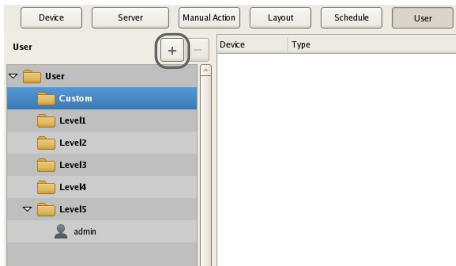 Device Server Manual Action Layout Schedule User
User + − Device Type
User
Custom
Level1
Level2
Level3
Level4
Level5
admin